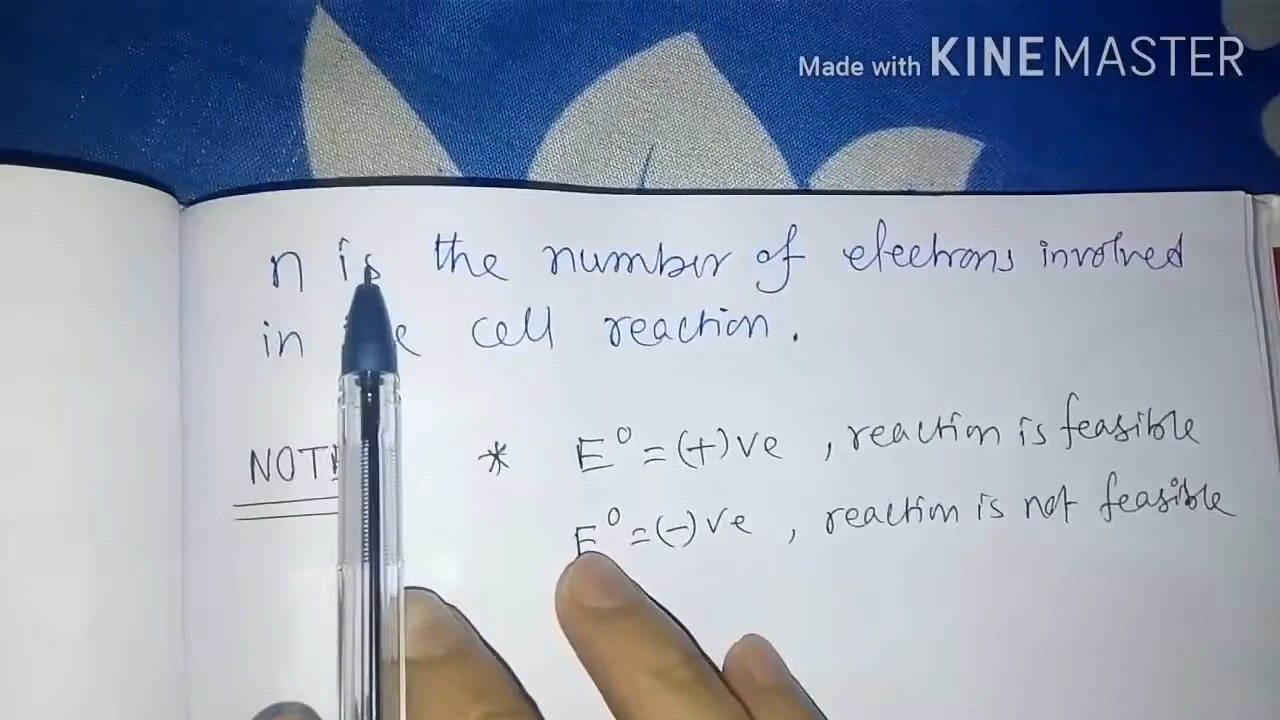 Made with KINEMASTER
n is the number of electrons involved
in cell reaction.
* E° = (+)ve , reaction is feasible
E° = (-)ve , reaction is not feasible